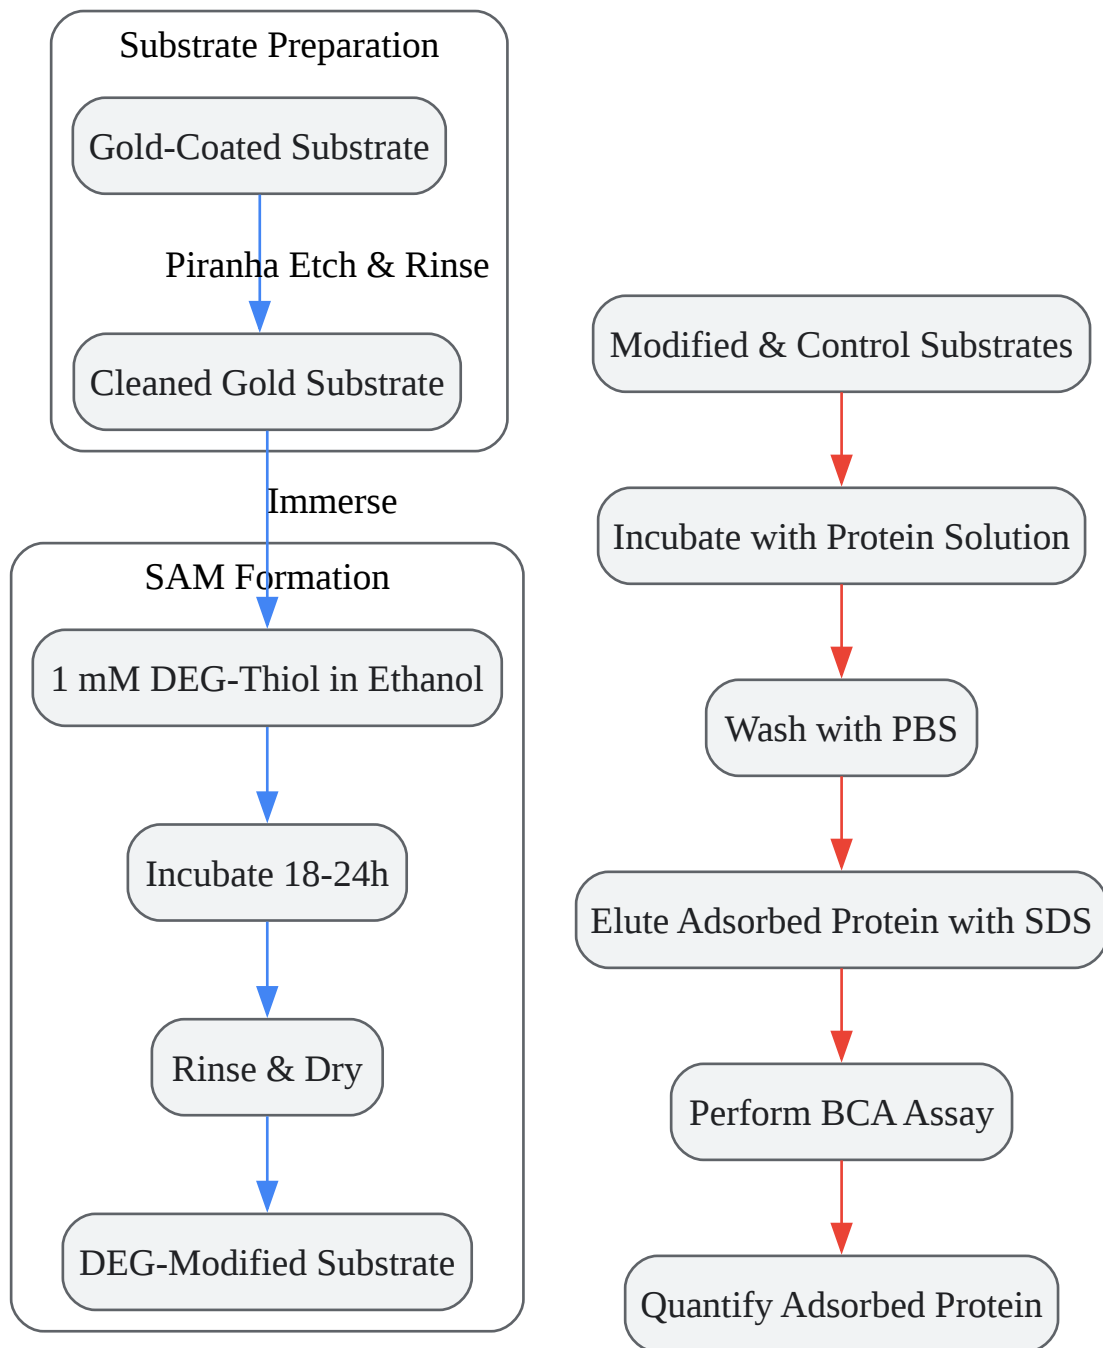 Substrate Preparation
Gold-Coated Substrate
Piranha Etch & Rinse
Cleaned Gold Substrate
Immerse
SAM Formation
1 mM DEG-Thiol in Ethanol
Incubate 18-24h
Rinse & Dry
DEG-Modified Substrate
Modified & Control Substrates
Incubate with Protein Solution
Wash with PBS
Elute Adsorbed Protein with SDS
Perform BCA Assay
Quantify Adsorbed Protein